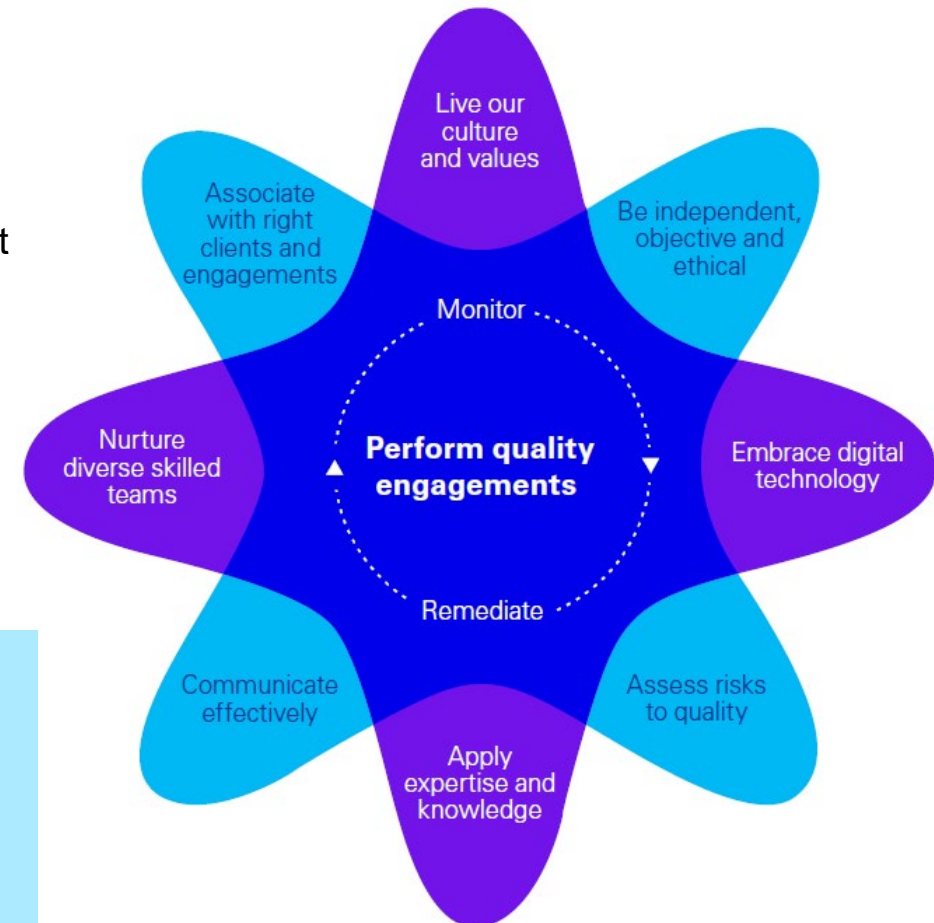 Live our
culture
and values
Associate
with right
clients and
engagements
Be independent,
objective and
ethical
t
Monitor
Nurture
diverse skilled
teams
Perform quality
engagements
Embrace digital
technology
Remediate
Communicate
effectively
Assess risks
to quality
Apply
expertise and
knowledge